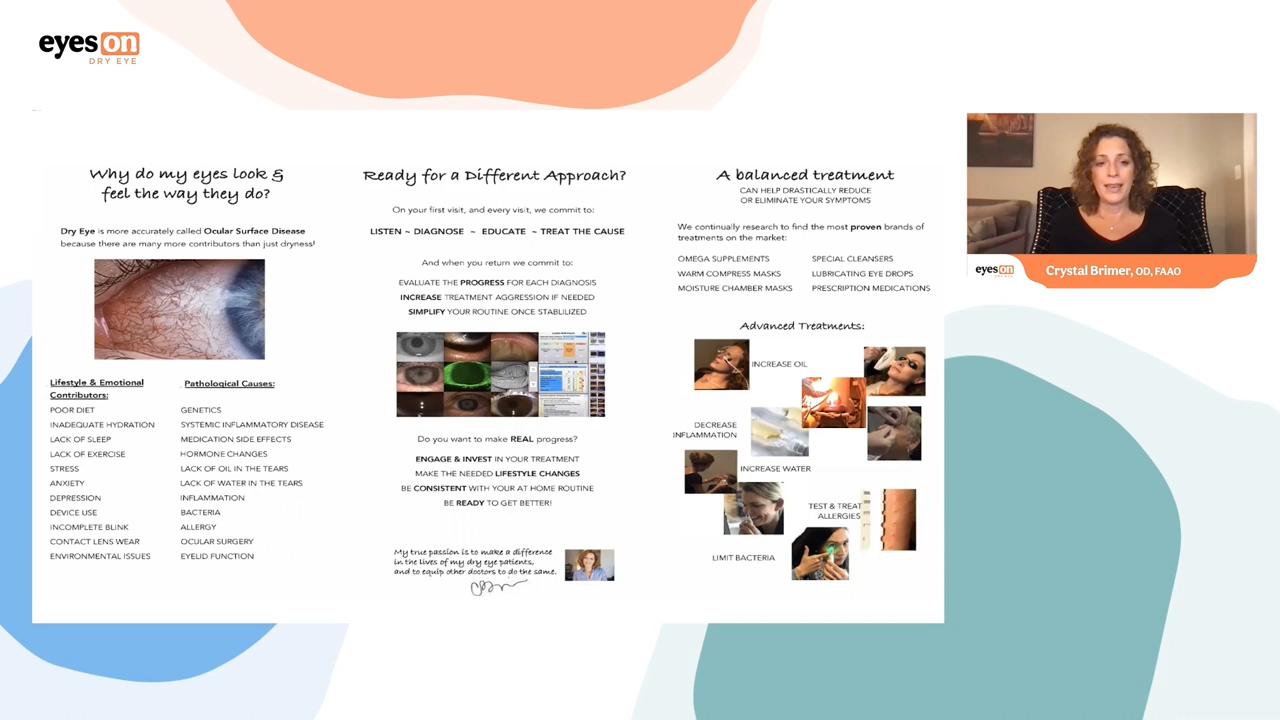 eyes on
DRY EYE
Why do my eyes look &
feel the way they do?
Dry Eye is more accurately called Ocular Surface Disease
because there are many more contributors than just dryness!
Lifestyle & Emotional
Contributors:
POOR DIET
INADEQUATE HYDRATION
LACK OF SLEEP
LACK OF EXERCISE
STRESS
ANXIETY
DEPRESSION
DEVICE USE
INCOMPLETE BLINK
CONTACT LENS WEAR
ENVIRONMENTAL ISSUES
Pathological Causes:
GENETICS
SYSTEMIC INFLAMMATORY DISEASE
MEDICATION SIDE EFFECTS
HORMONE CHANGES
LACK OF OIL IN THE TEARS
LACK OF WATER IN THE TEARS
INFLAMMATION
BACTERIA
ALLERGY
OCULAR SURGERY
EYELID FUNCTION
Ready for a Different Approach?
On your first visit, and every visit, we commit to:
LISTEN ~ DIAGNOSE ~ EDUCATE ~ TREAT THE CAUSE
And when you return we commit to:
EVALUATE THE PROGRESS FOR EACH DIAGNOSIS
INCREASE TREATMENT AGGRESSION IF NEEDED
SIMPLIFY YOUR ROUTINE ONCE STABLILIZED
Do you want to make REAL progress?
ENGAGE & INVEST IN YOUR TREATMENT
MAKE THE NEEDED LIFESTYLE CHANGES
BE CONSISTENT WITH YOUR AT HOME ROUTINE
BE READY TO GET BETTER!
My true passion is to make a difference
in the lives of my dry eye patients,
and to equip other doctors to do the same.
A balanced treatment
CAN HELP DRASTICALLY REDUCE
OR ELIMINATE YOUR SYMPTOMS
We continually research to find the most proven brands of
treatments on the market:
OMEGA SUPPLEMENTS
WARM COMPRESS MASKS
MOISTURE CHAMBER MASKS
SPECIAL CLEANSERS
LUBRICATING EYE DROPS
PRESCRIPTION MEDICATIONS
Advanced Treatments:
INCREASE OIL
DECREASE
INFLAMMATION
INCREASE WATER
TEST & TREAT
ALLERGIES
LIMIT BACTERIA
eyes on
DRY EYE
Crystal Brimer, OD, FAAO